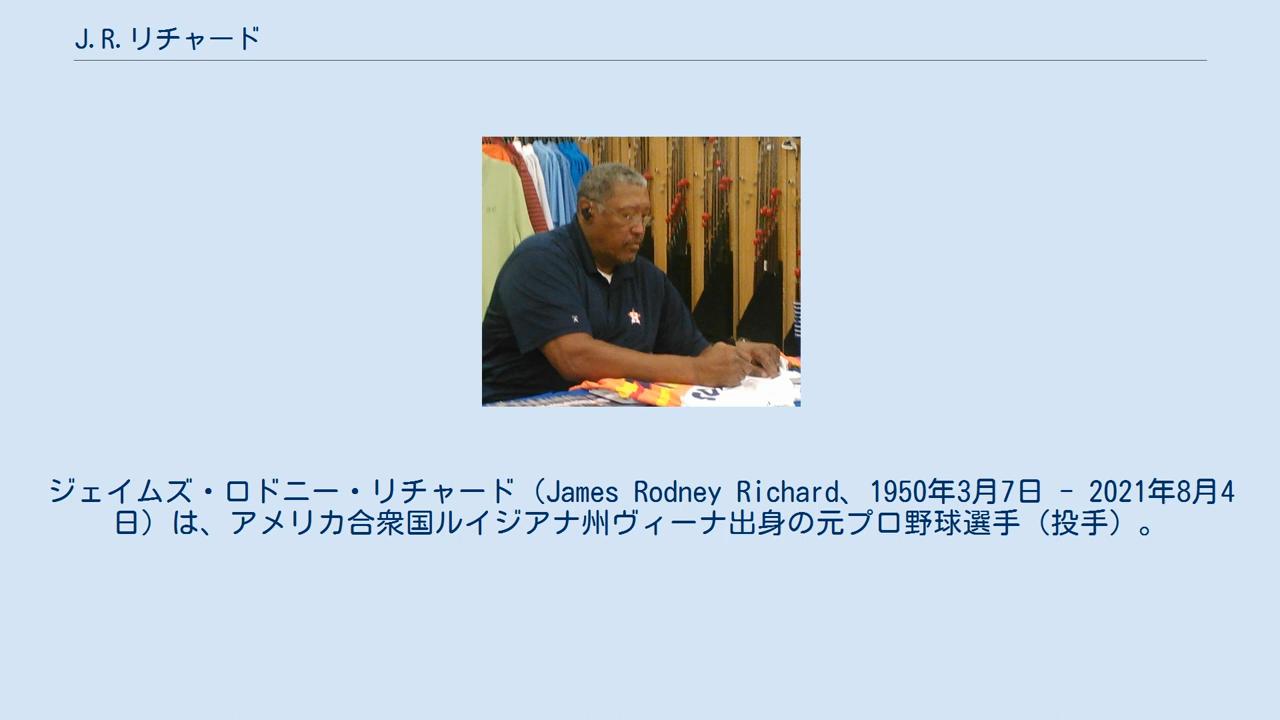 J.R.リチャード
ジェイムズ・ロドニー・リチャード（James Rodney Richard、1950年3月7日 - 2021年8月4
日）は、アメリカ合衆国ルイジアナ州ヴィーナ出身の元プロ野球選手（投手）。